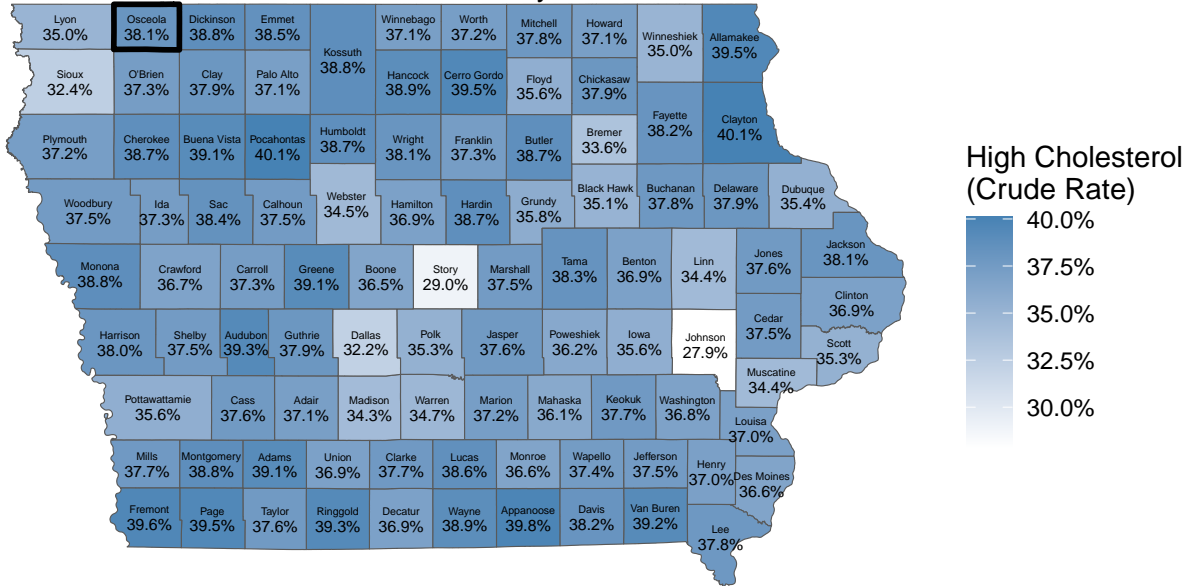 Lyon
35.0%
Osceola
38.1%
Dickinson
38.8%
Emmet
38.5%
Kossuth
38.8%
Winnebago
37.1%
Worth
37.2%
Mitchell
37.8%
Howard
37.1%
Winneshiek
35.0%
Allamakee
39.5%
Sioux
32.4%
O'Brien
37.3%
Clay
37.9%
Palo Alto
37.1%
Hancock
38.9%
Cerro Gordo
39.5%
Floyd
35.6%
Chickasaw
37.9%
Fayette
38.2%
Clayton
40.1%
Plymouth
37.2%
Cherokee
38.7%
Buena Vista
39.1%
Pocahontas
40.1%
Humboldt
38.7%
Wright
38.1%
Franklin
37.3%
Butler
38.7%
Bremer
33.6%
Woodbury
37.5%
Ida
37.3%
Sac
38.4%
Calhoun
37.5%
Webster
34.5%
Hamilton
36.9%
Hardin
38.7%
Grundy
35.8%
Black Hawk
35.1%
Buchanan
37.8%
Delaware
37.9%
Dubuque
35.4%
Monona
38.8%
Crawford
36.7%
Carroll
37.3%
Greene
39.1%
Boone
36.5%
Story
29.0%
Marshall
37.5%
Tama
38.3%
Benton
36.9%
Linn
34.4%
Jones
37.6%
Jackson
38.1%
Clinton
36.9%
Harrison
38.0%
Shelby
37.5%
Audubon
39.3%
Guthrie
37.9%
Dallas
32.2%
Polk
35.3%
Jasper
37.6%
Poweshiek
36.2%
Iowa
35.6%
Johnson
27.9%
Cedar
37.5%
Scott
35.3%
Muscatine
34.4%
Pottawattamie
35.6%
Cass
37.6%
Adair
37.1%
Madison
34.3%
Warren
34.7%
Marion
37.2%
Mahaska
36.1%
Keokuk
37.7%
Washington
36.8%
Louisa
37.0%
Mills
37.7%
Montgomery
38.8%
Adams
39.1%
Union
36.9%
Clarke
37.7%
Lucas
38.6%
Monroe
36.6%
Wapello
37.4%
Jefferson
37.5%
Henry
37.0%
Des Moines
36.6%
Fremont
39.6%
Page
39.5%
Taylor
37.6%
Ringgold
39.3%
Decatur
36.9%
Wayne
38.9%
Appanoose
39.8%
Davis
38.2%
Van Buren
39.2%
Lee
37.8%
High Cholesterol
(Crude Rate)
40.0%
37.5%
35.0%
32.5%
30.0%